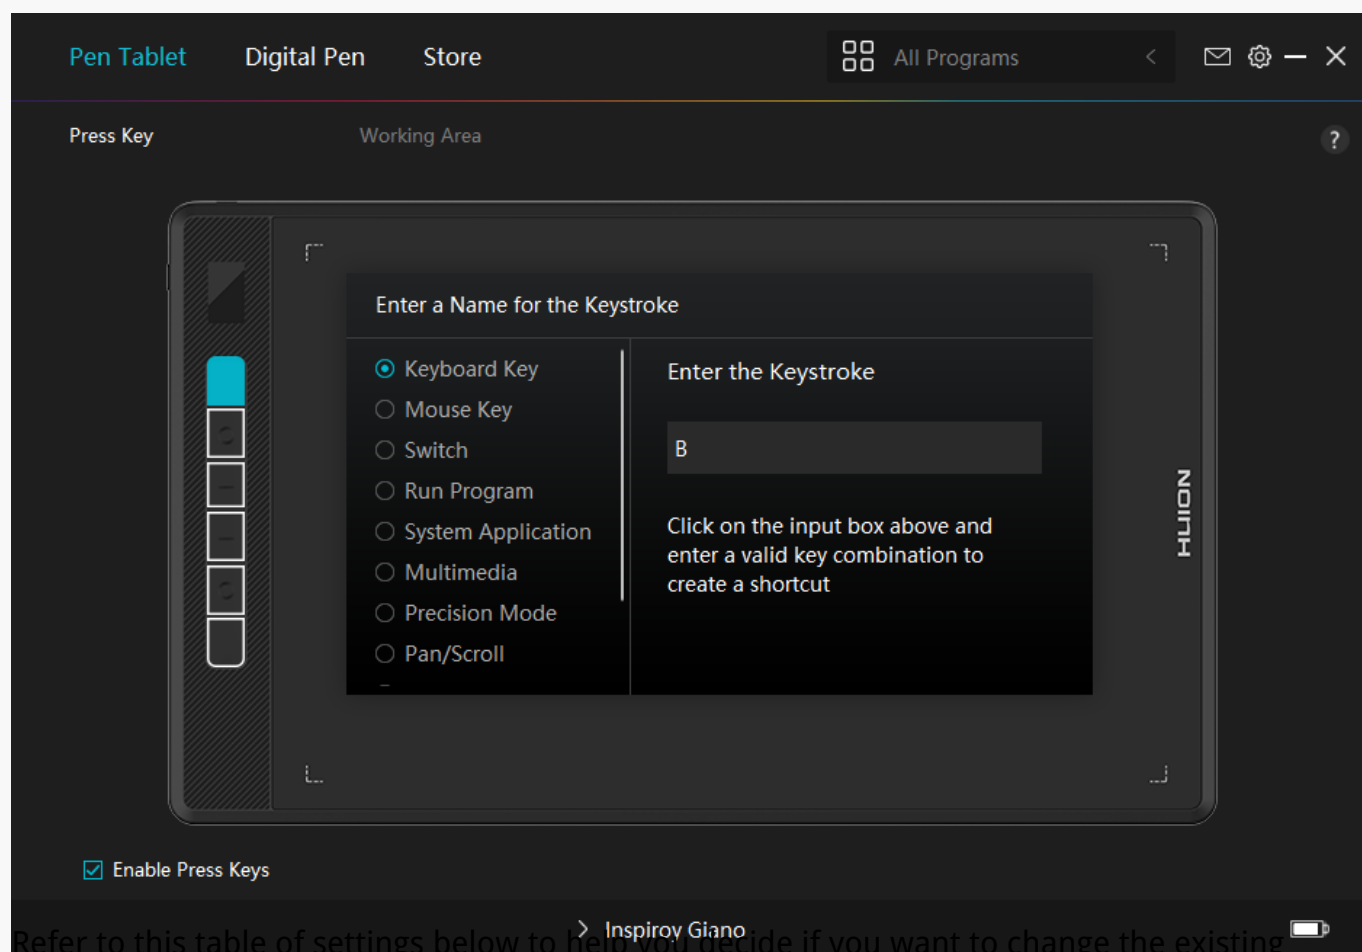 Pen Tablet Digital Pen Store All Programs
Press Key Working Area ?
Enter a Name for the Keystroke
Keyboard Key
Mouse Key
Switch
Run Program
System Application
Multimedia
Precision Mode
Pan/Scroll
Enter the Keystroke
B
Click on the input box above and
enter a valid key combination to
create a shortcut
HUION
Enable Press Keys
Inspiroy Giano
Refer to this table of settings below to help you decide if you want to change the existing